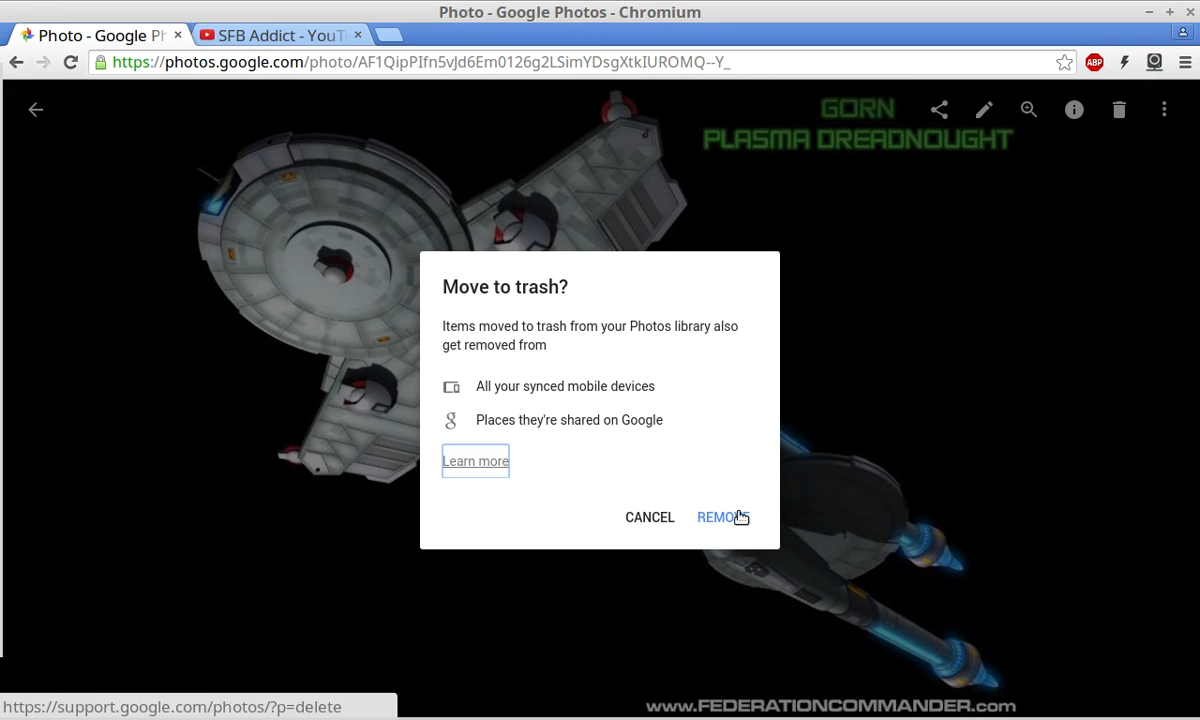 Photo - Google Photos - Chromium
Photo - Google Ph
SFB Addict - YouT
https://photos.google.com/photo/AF1QipPIfn5vJd6Em0126g2LSimYDsgXtkIUROMQ--Y_
ABP
GORN
PLASMA DREADNOUGHT
Move to trash?
Items moved to trash from your Photos library also
get removed from
All your synced mobile devices
Places they're shared on Google
Learn more
CANCEL REMOVE
https://support.google.com/photos/?p=delete
www.FEDERATIONCOMMANDER.com